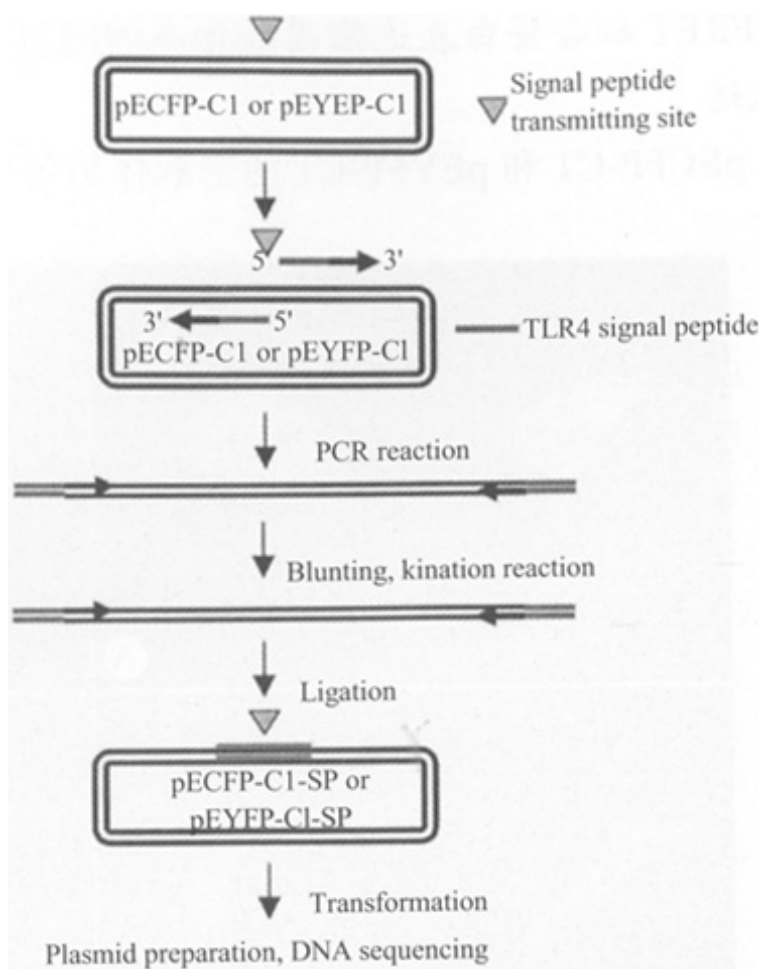 pECFP-C1 or pEYEP-C1
Signal peptide
transmitting site
5' 3'
3' 5'
pECFP-C1 or pEYFP-Cl
TLR4 signal peptide
PCR reaction
Blunting, kination reaction
Ligation
pECFP-C1-SP or
pEYFP-Cl-SP
Transformation
Plasmid preparation, DNA sequencing